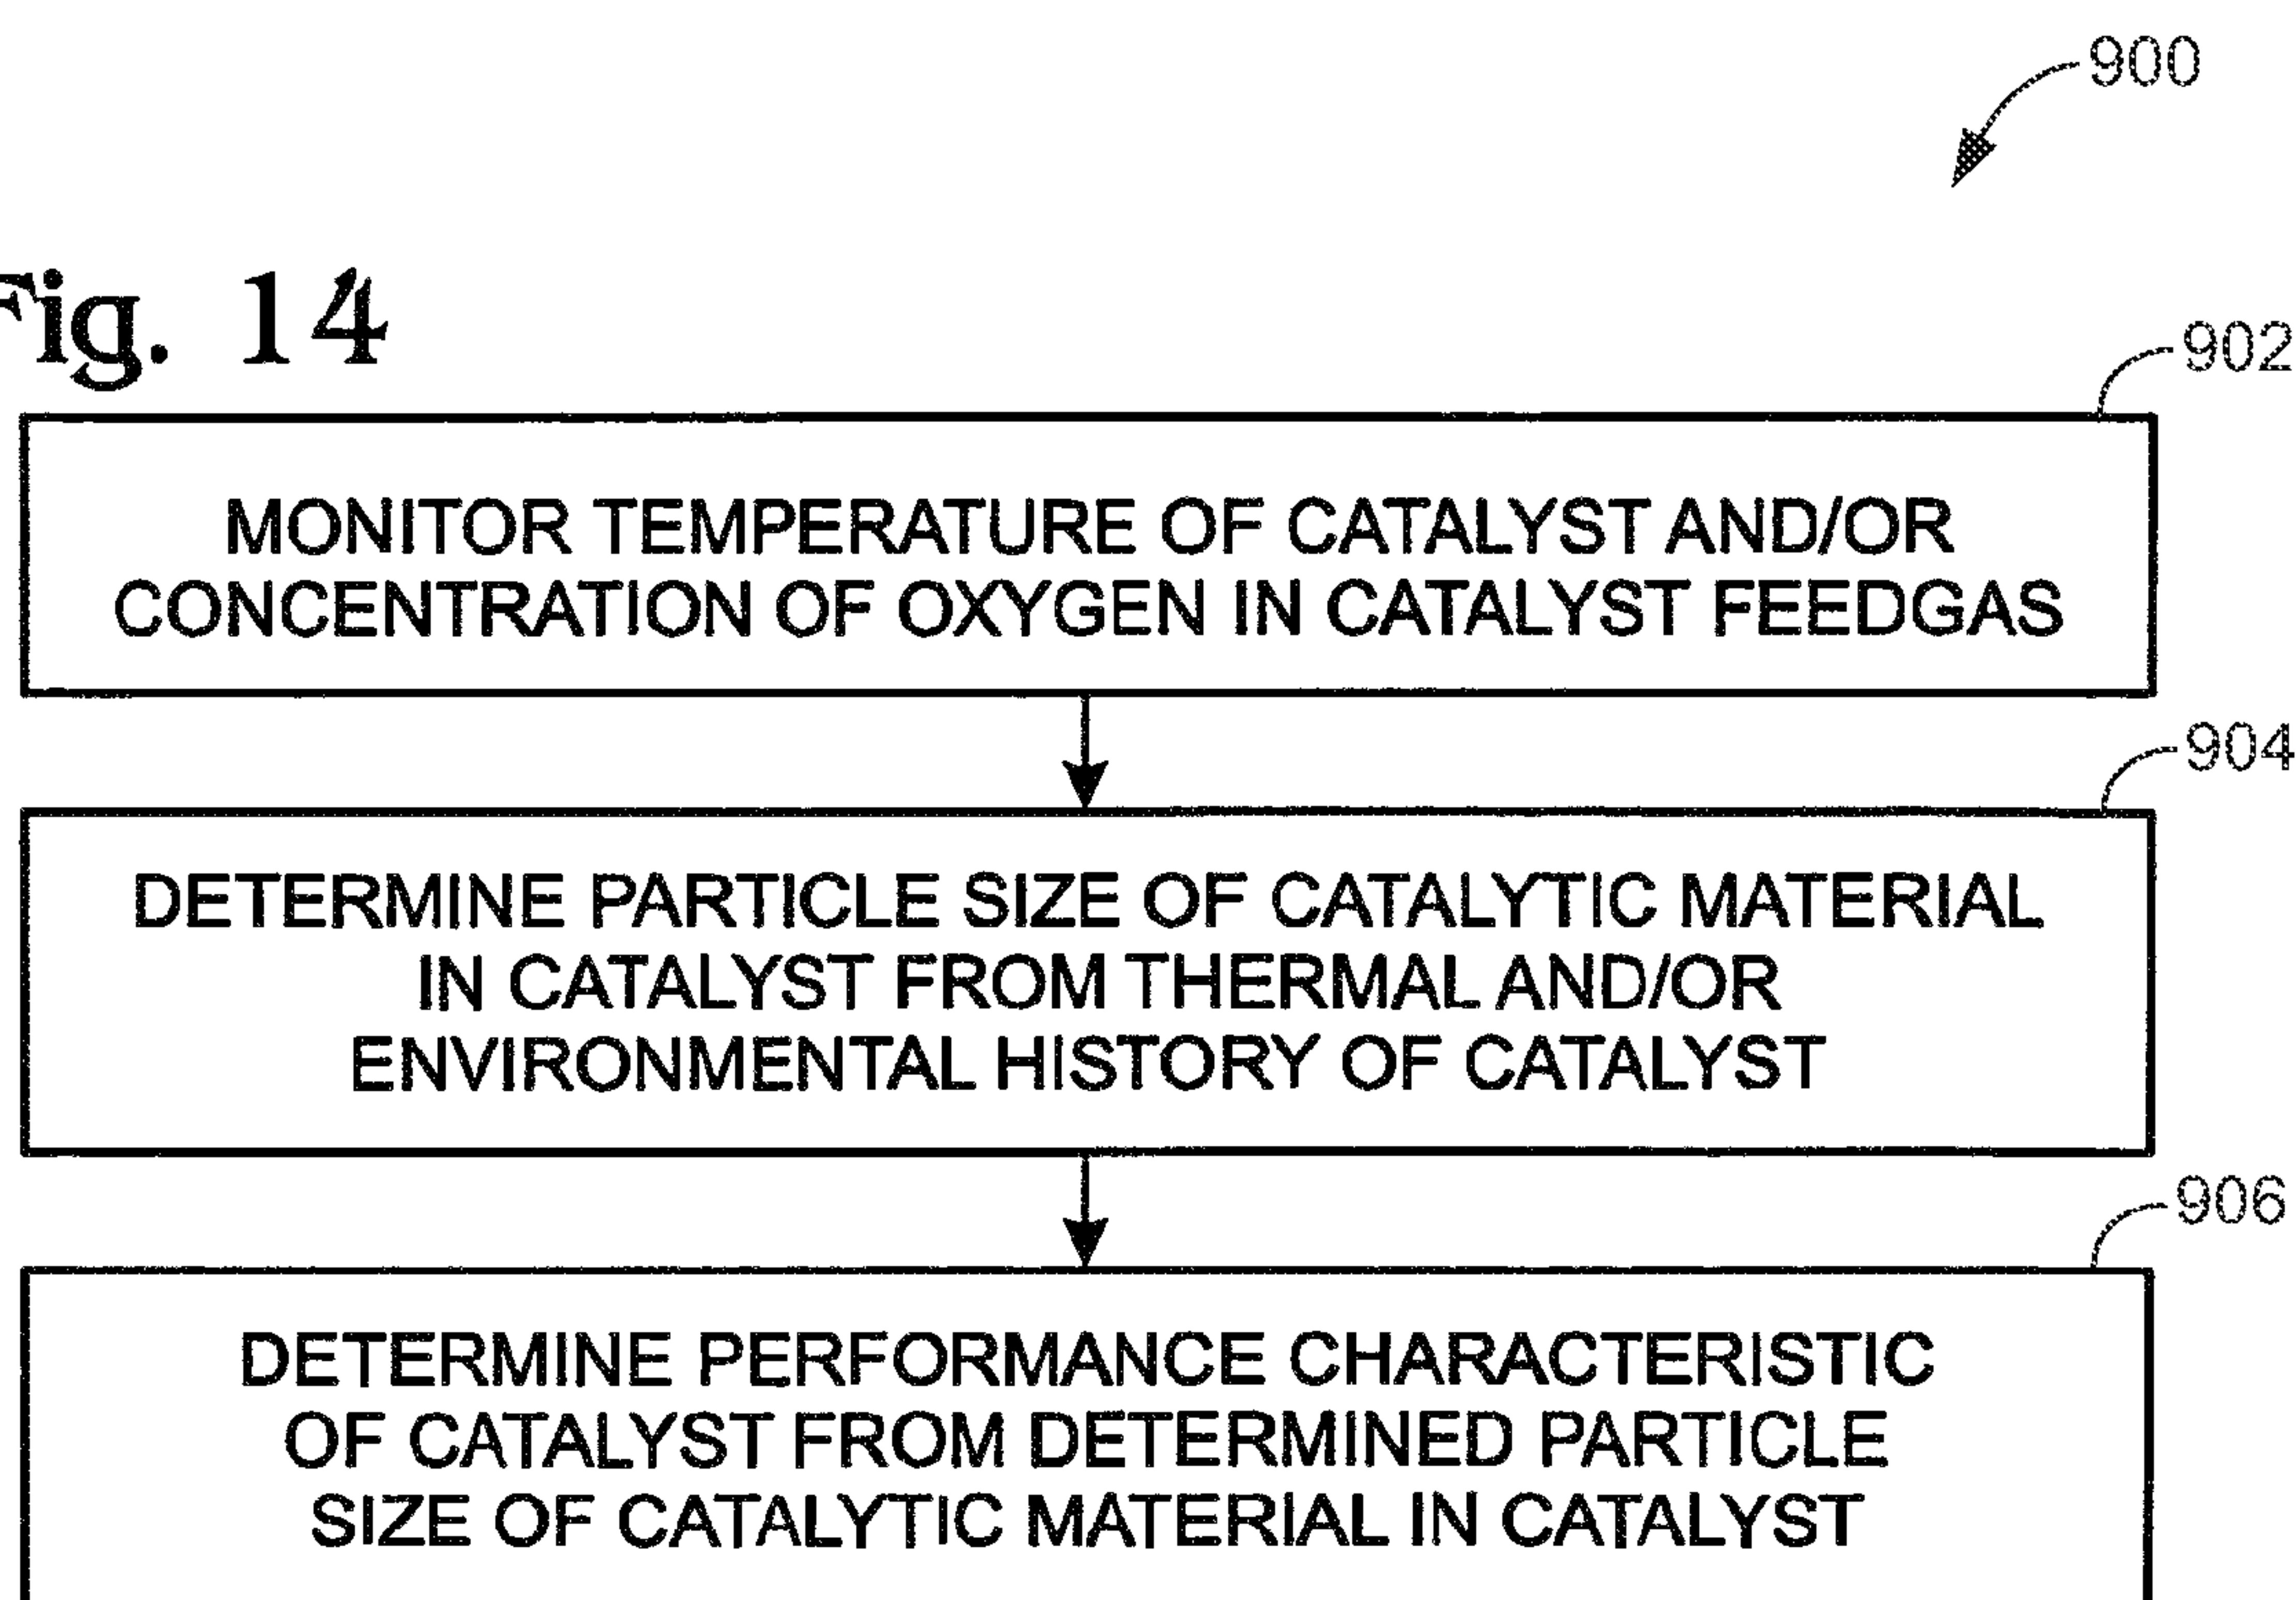 900
Fig. 14
902
MONITOR TEMPERATURE OF CATALYST AND/OR
CONCENTRATION OF OXYGEN IN CATALYST FEEDGAS
904
DETERMINE PARTICLE SIZE OF CATALYTIC MATERIAL
IN CATALYST FROM THERMAL AND/OR
ENVIRONMENTAL HISTORY OF CATALYST
906
DETERMINE PERFORMANCE CHARACTERISTIC
OF CATALYST FROM DETERMINED PARTICLE
SIZE OF CATALYTIC MATERIAL IN CATALYST